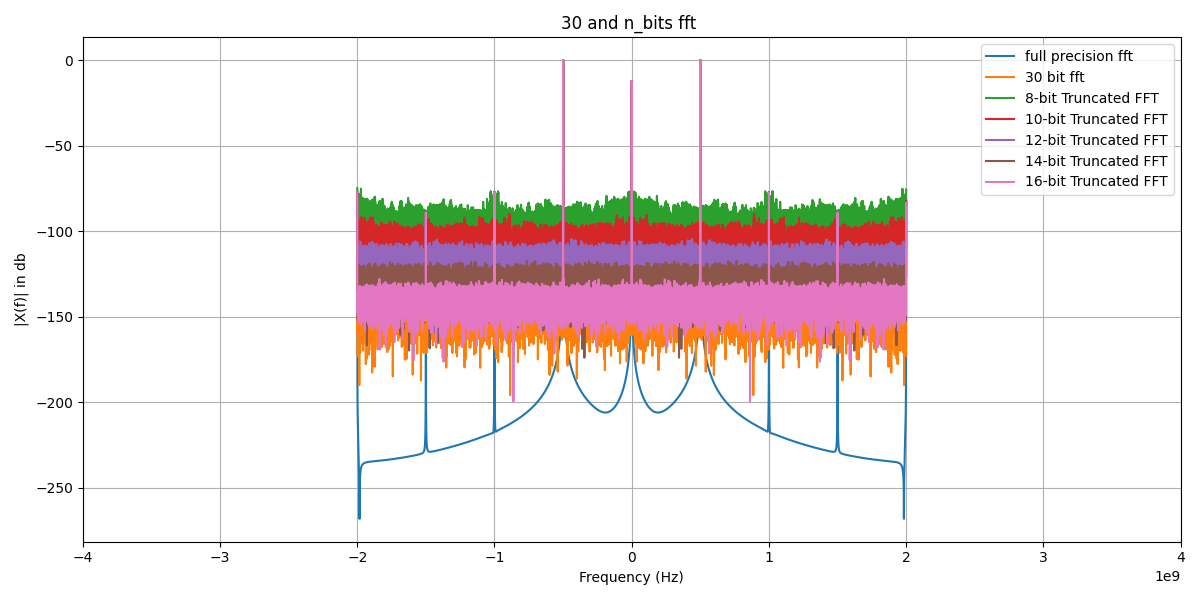 30 and n_bits fft
full precision fft
30 bit fft
8-bit Truncated FFT
10-bit Truncated FFT
12-bit Truncated FFT
14-bit Truncated FFT
16-bit Truncated FFT
|X(f)| in db
0
−50
−100
−150
−200
−250
−4 −3 −2 −1 0 1 2 3 4
1e9
Frequency (Hz)